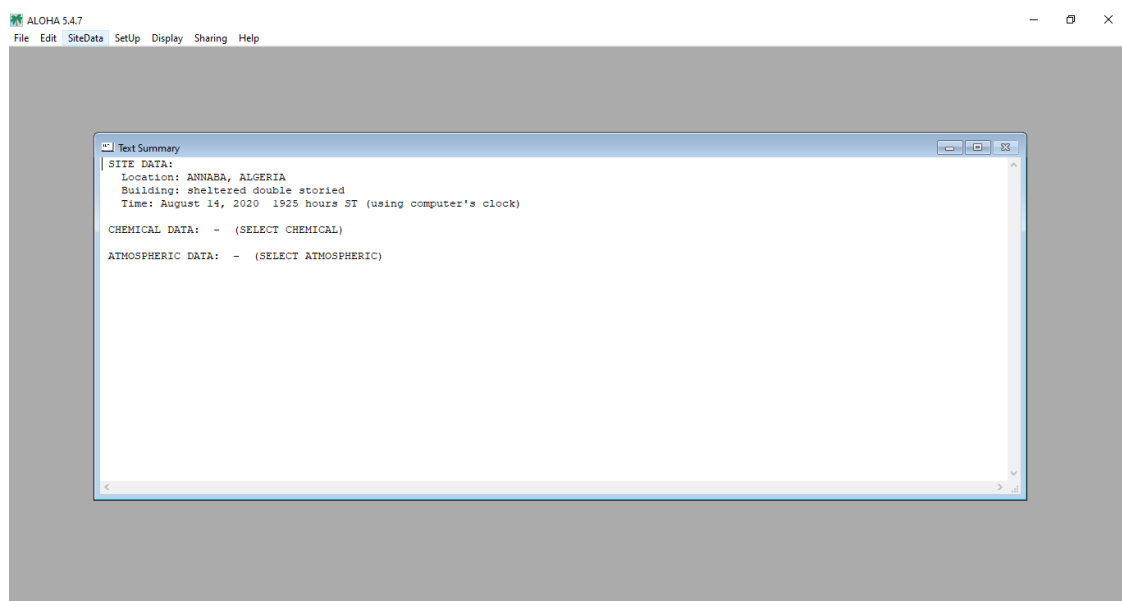 ALOHA 5.4.7
File Edit SiteData SetUp Display Sharing Help
Text Summary
SITE DATA:
Location: ANNABA, ALGERIA
Building: sheltered double storied
Time: August 14, 2020 1925 hours ST (using computer's clock)
CHEMICAL DATA: - (SELECT CHEMICAL)
ATMOSPHERIC DATA: - (SELECT ATMOSPHERIC)